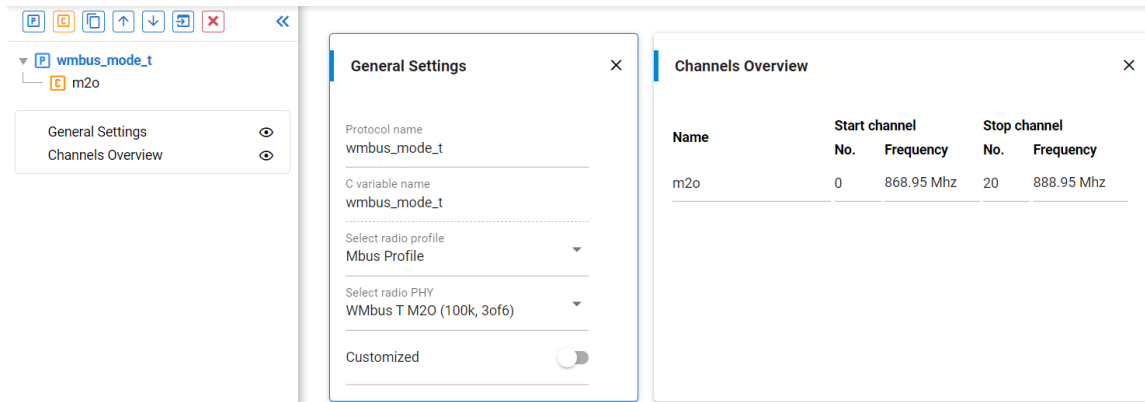 P C
wmbus_mode_t
P
m2o
C
General Settings
Channels Overview
General Settings
Protocol name
wmbus_mode_t
C variable name
wmbus_mode_t
Select radio profile
Mbus Profile
Select radio PHY
WMbus T M2O (100k, 3of6)
Customized
Channels Overview
Name
Start channel
Stop channel
No. Frequency No. Frequency
m2o 0 868.95 Mhz 20 888.95 Mhz